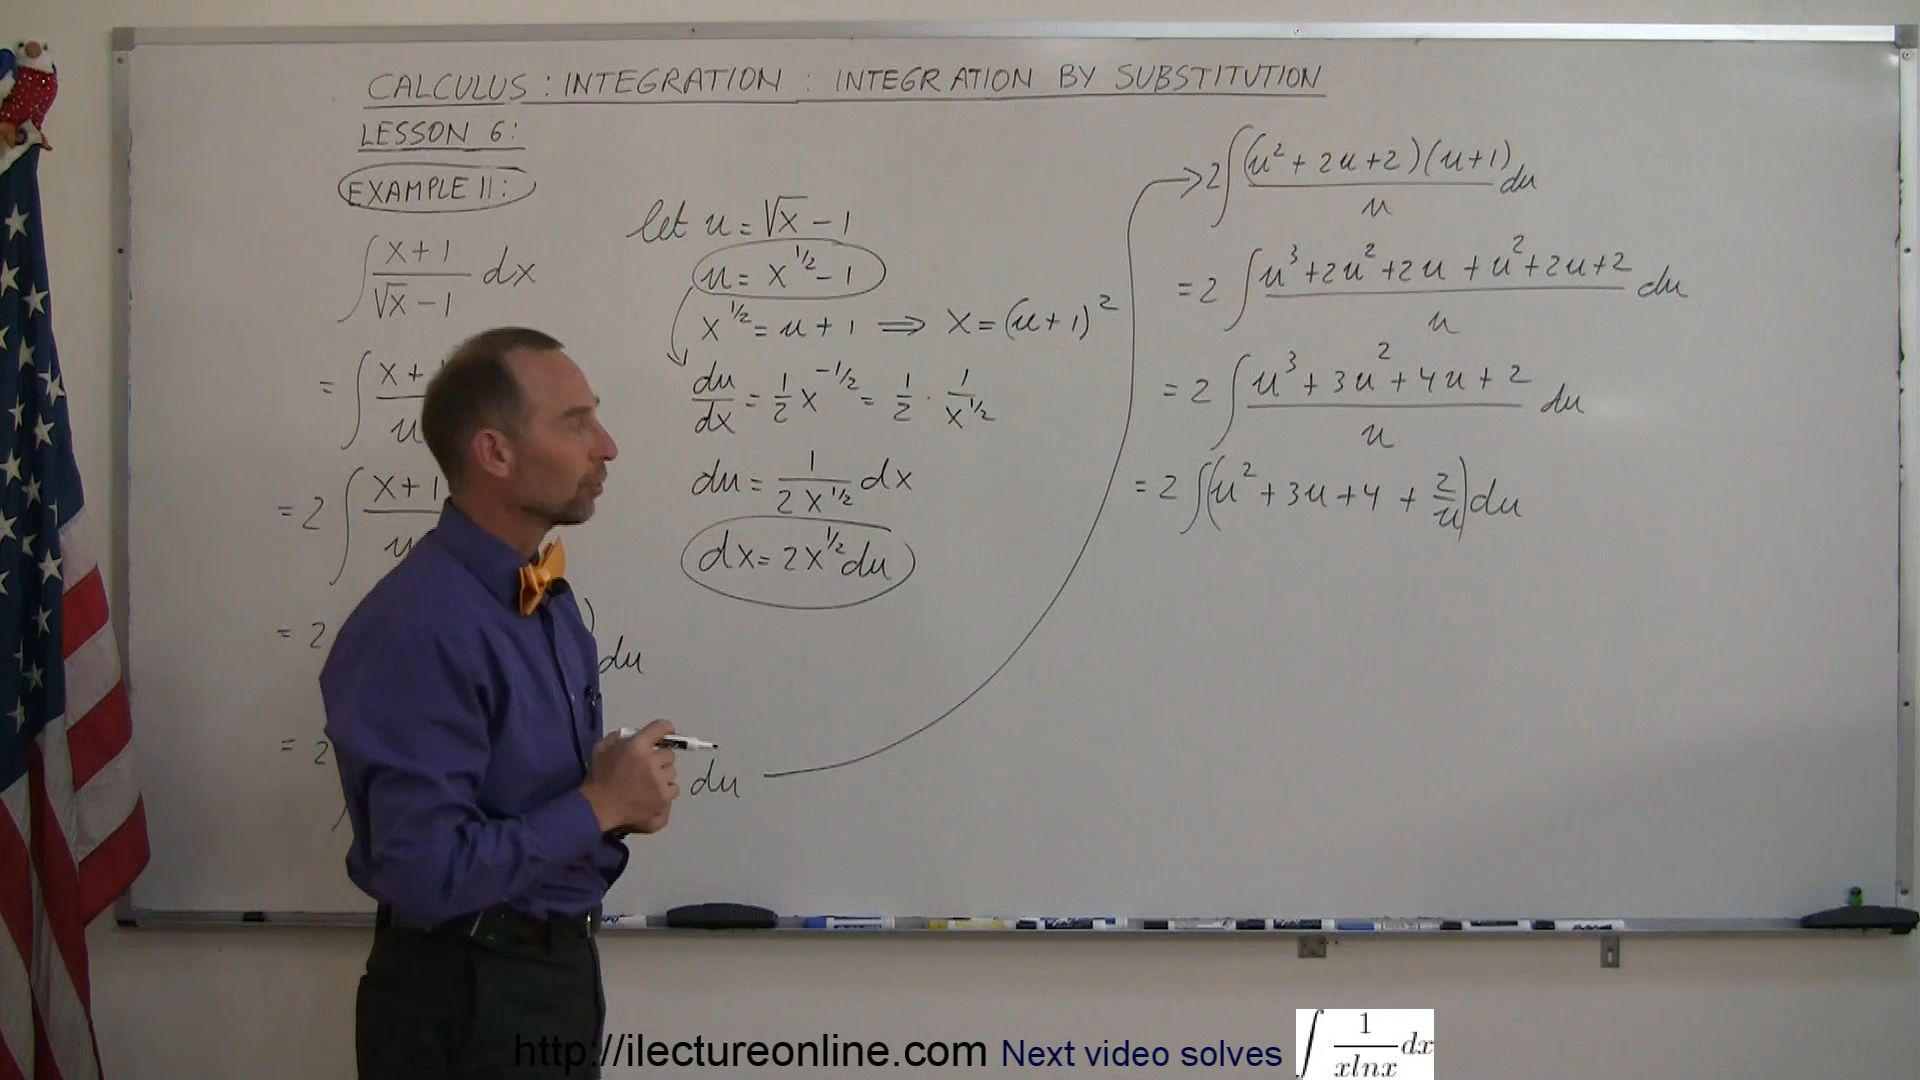 CALCULUS : INTEGRATION : INTEGRATION BY SUBSTITUTION
LESSON 6:
EXAMPLE 11:
∫ (x+1)/(√x - 1) dx
= ∫ x+1 / u
= 2 ∫ x+1 / u
= 2 ) du
= 2 du
let u = √x - 1
u = x^(1/2) - 1
x^(1/2) = u + 1 ⇒ x = (u+1)^2
du/dx = 1/2 x^(-1/2) = 1/2 · 1/x^(1/2)
du = 1/(2x^(1/2)) dx
dx = 2x^(1/2) du
2∫ (u^2 + 2u + 2)(u+1)/u du
= 2 ∫ (u^3 + 2u^2 + 2u + u^2 + 2u + 2)/u du
= 2 ∫ (u^3 + 3u^2 + 4u + 2)/u du
= 2 ∫ (u^2 + 3u + 4 + 2/u) du
http://ilectureonline.com Next video solves ∫ 1/(xlnx) dx